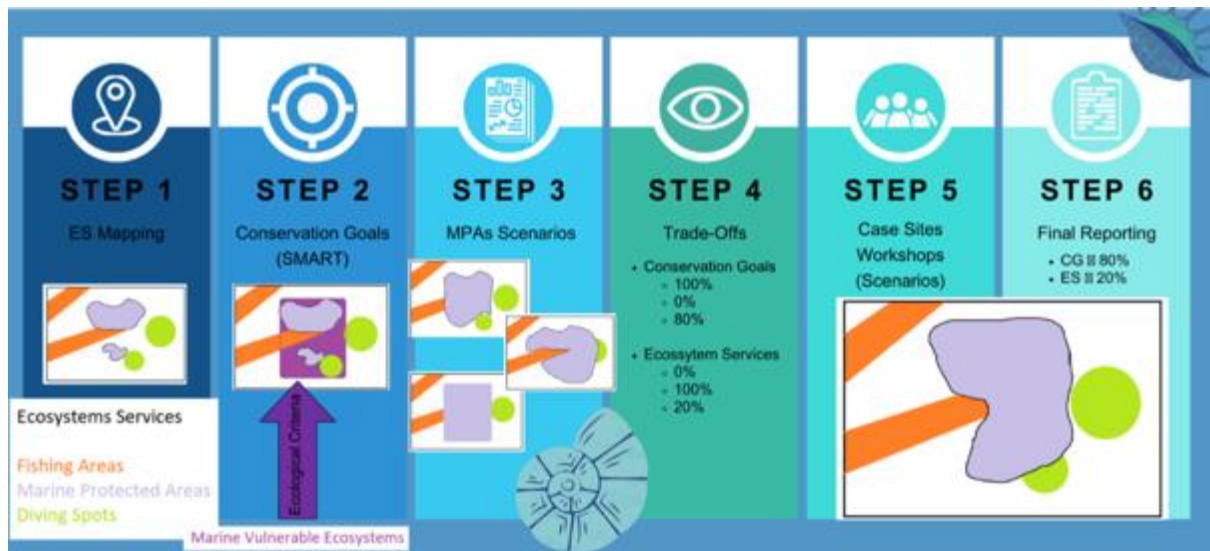 STEP 1
ES Mapping
Ecosystems Services
Fishing Areas
Marine Protected Areas
Diving Spots
STEP 2
Conservation Goals
(SMART)
Ecological Criteria
Marine Vulnerable Ecosystems
STEP 3
MPAs Scenarios
STEP 4
Trade-Offs
• Conservation Goals
◦ 100%
◦ 0%
◦ 80%
• Ecossytem Services
◦ 0%
◦ 100%
◦ 20%
STEP 5
Case Sites
Workshops
(Scenarios)
STEP 6
Final Reporting
• CG ⍰ 80%
• ES ⍰ 20%